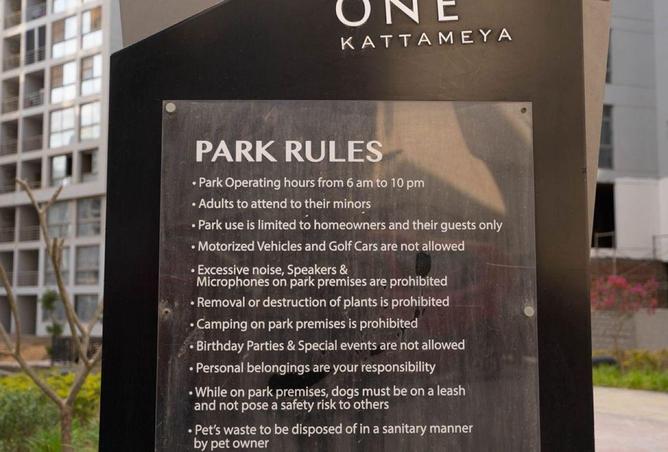 ONE
KATTAMEYA
PARK RULES
• Park Operating hours from 6 am to 10 pm
• Adults to attend to their minors
• Park use is limited to homeowners and their guests only
• Motorized Vehicles and Golf Cars are not allowed
• Excessive noise, Speakers &
Microphones on park premises are prohibited
• Removal or destruction of plants is prohibited
• Camping on park premises is prohibited
• Birthday Parties & Special events are not allowed
• Personal belongings are your responsibility
• While on park premises, dogs must be on a leash
and not pose a safety risk to others
• Pet's waste to be disposed of in a sanitary manner
by pet owner